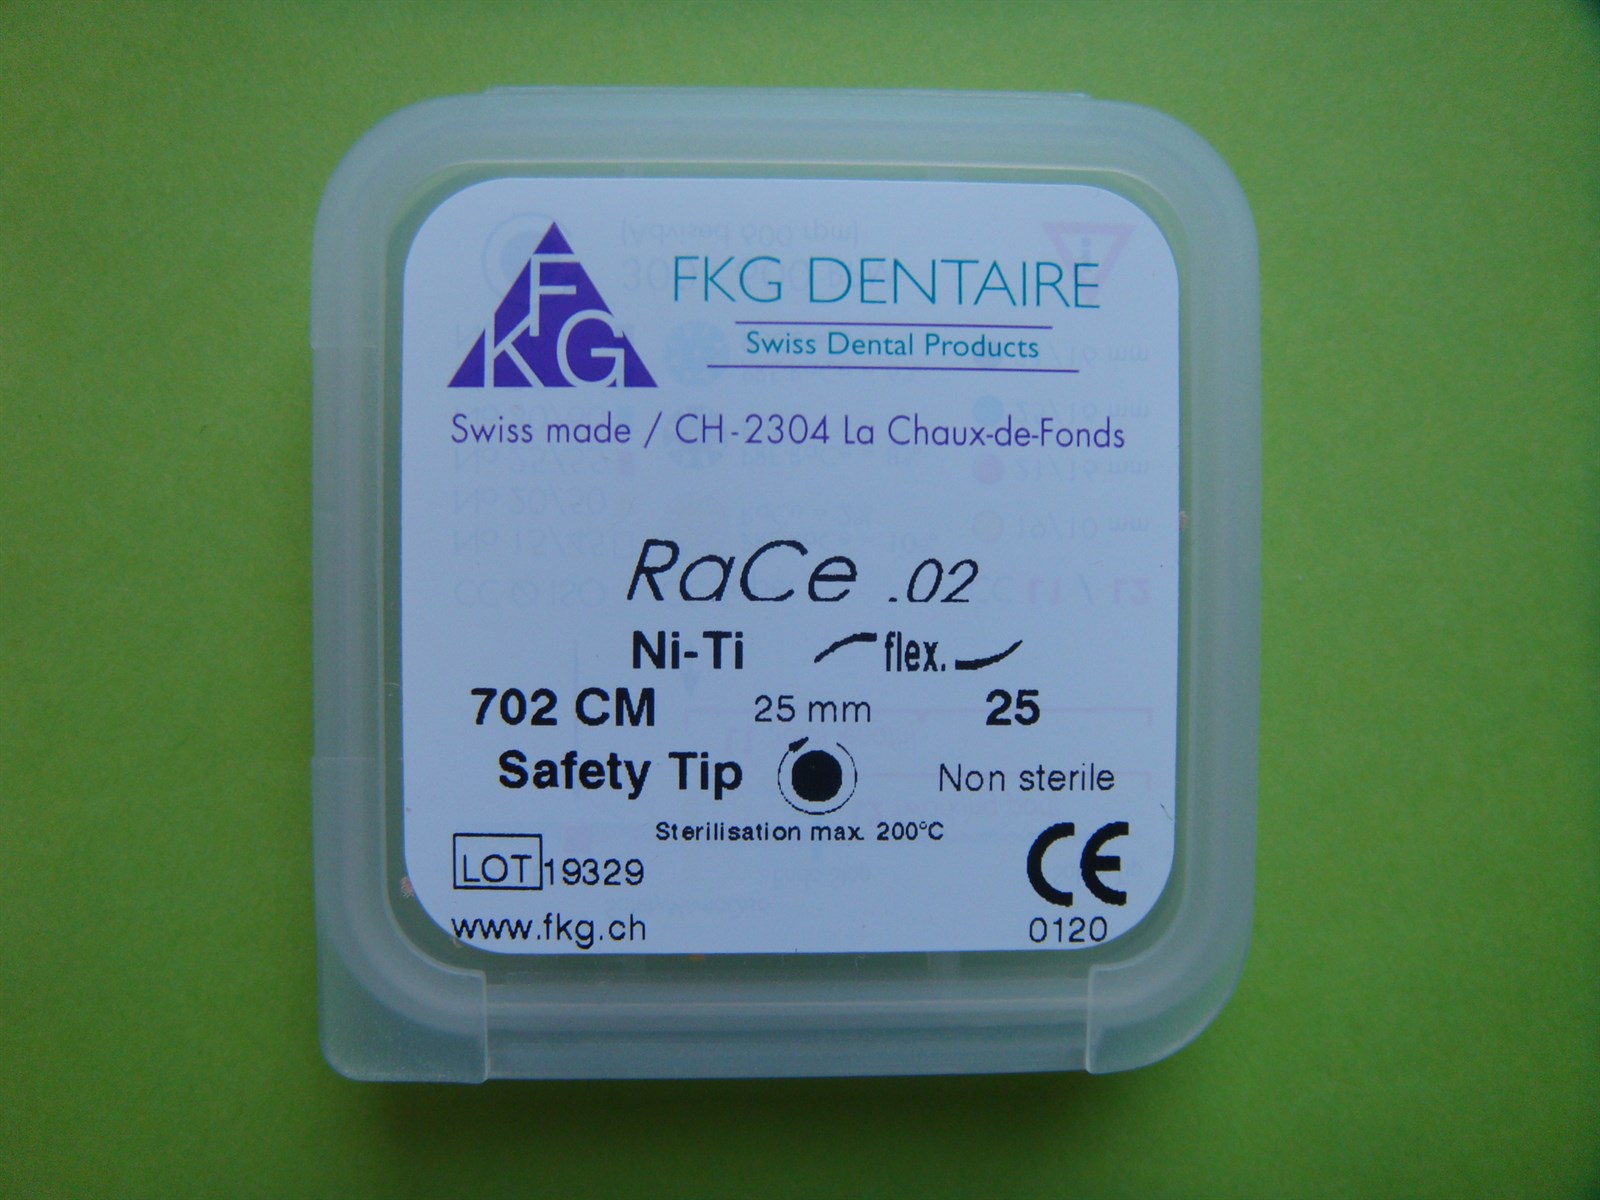 FKG
FKG DENTAIRE
Swiss Dental Products
Swiss made / CH-2304 La Chaux-de-Fonds
RaCe .02
Ni-Ti flex.
702 CM 25 mm 25
Safety Tip Non sterile
Sterilisation max. 200°C
LOT 19329
CE
www.fkg.ch 0120